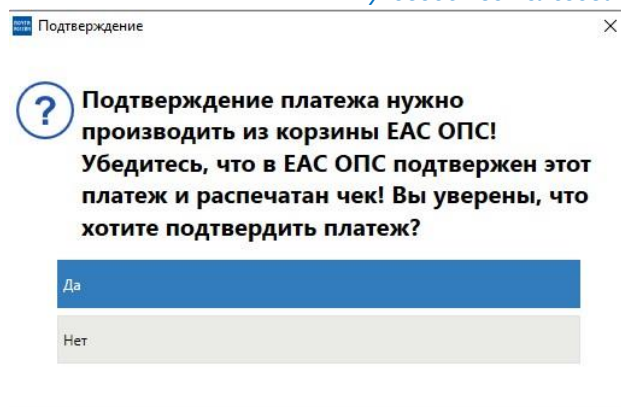 Подтверждение
Подтверждение платежа нужно
производить из корзины ЕАС ОПС!
Убедитесь, что в ЕАС ОПС подтвержден этот
платеж и распечатан чек! Вы уверены, что
хотите подтвердить платеж?
Да
Нет